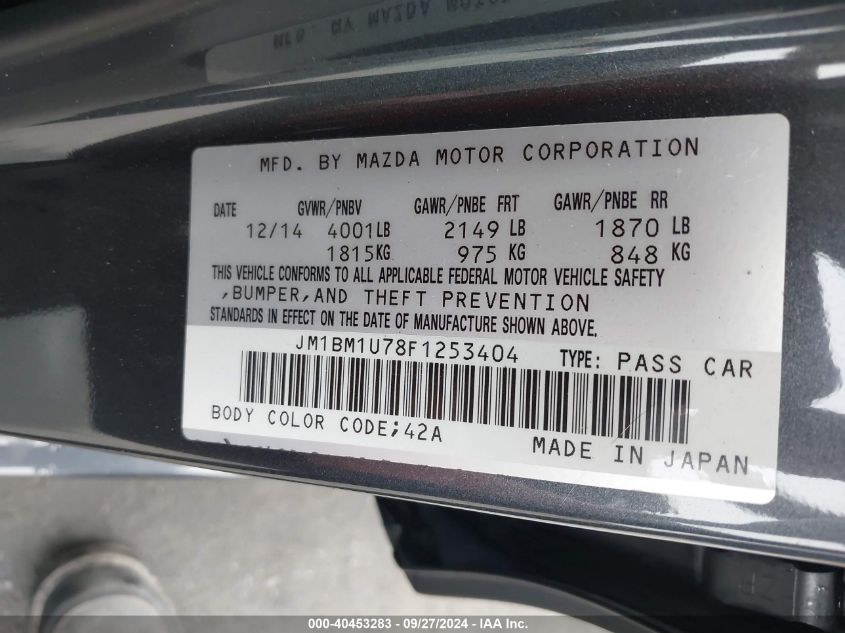 MFD. BY MAZDA MOTOR CORPORATION
DATE GVWR/PNBV GAWR/PNBE FRT GAWR/PNBE RR
12/14 4001LB 2149 LB 1870 LB
1815KG 975 KG 848 KG
THIS VEHICLE CONFORMS TO ALL APPLICABLE FEDERAL MOTOR VEHICLE SAFETY
,BUMPER,AND THEFT PREVENTION
STANDARDS IN EFFECT ON THE DATE OF MANUFACTURE SHOWN ABOVE.
JM1BM1U78F1253404 TYPE: PASS CAR
BODY COLOR CODE;42A
MADE IN JAPAN
000-40453283 / 09/27/2024 - IAA Inc.